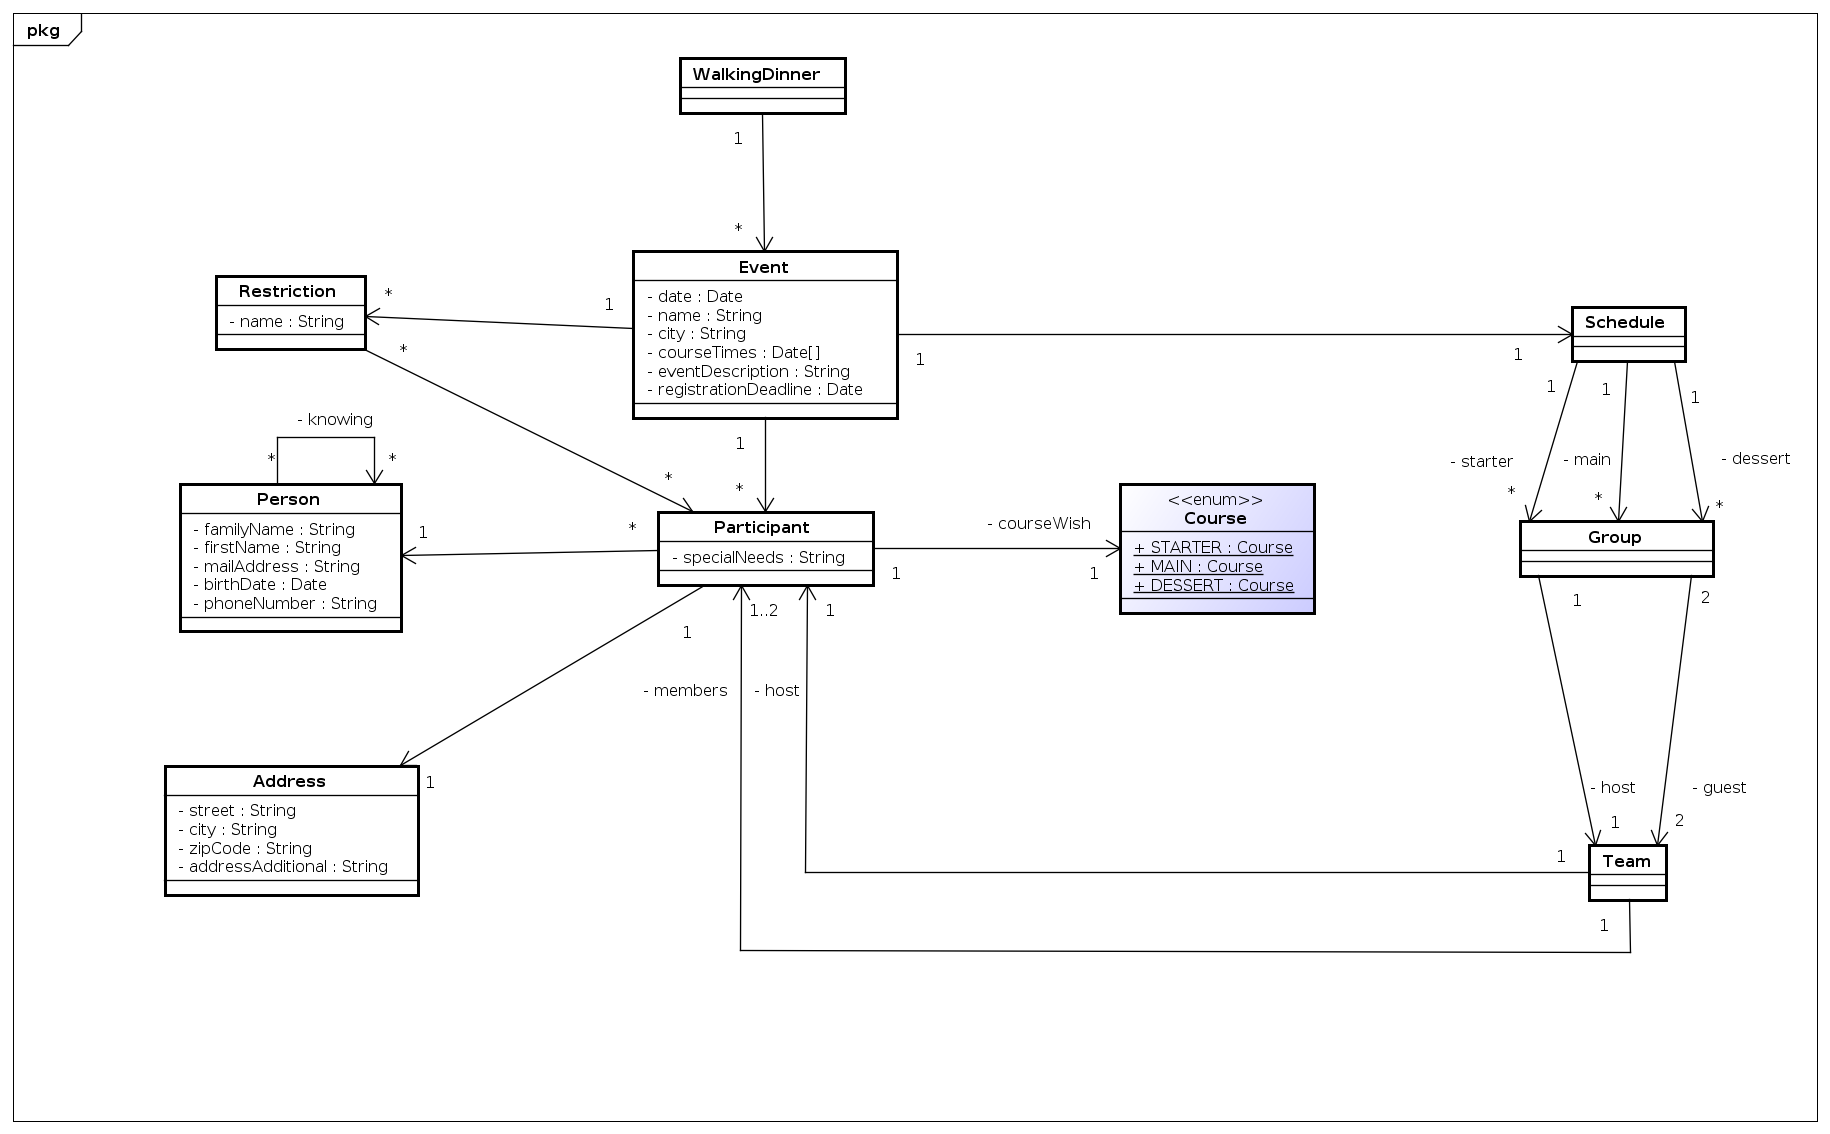 pkg
WalkingDinner
1
*
Event
- date : Date
- name : String
- city : String
- courseTimes : Date[]
- eventDescription : String
- registrationDeadline : Date
Restriction
- name : String
*
1
*
*
1
1
Schedule
1
1
1
- starter
- main
- dessert
*
*
*
1
*
- knowing
*
*
Person
- familyName : String
- firstName : String
- mailAddress : String
- birthDate : Date
- phoneNumber : String
1
*
Participant
- specialNeeds : String
- courseWish
1
1
<<enum>>
Course
+ STARTER : Course
+ MAIN : Course
+ DESSERT : Course
Group
1
2
1..2
1
1
- members
- host
Address
- street : String
- city : String
- zipCode : String
- addressAdditional : String
1
- host
- guest
1
2
1
Team
1